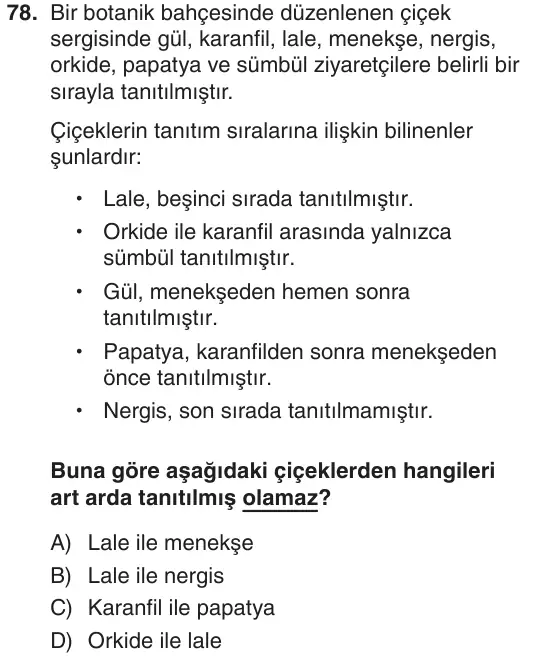 78. Bir botanik bahçesinde düzenlenen çiçek
sergisinde gül, karanfil, lale, menekşe, nergis,
orkide, papatya ve sümbül ziyaretçilere belirli bir
sırayla tanıtılmıştır.
Çiçeklerin tanıtım sıralarına ilişkin bilinenler
şunlardır:
• Lale, beşinci sırada tanıtılmıştır.
• Orkide ile karanfil arasında yalnızca
sümbül tanıtılmıştır.
• Gül, menekşeden hemen sonra
tanıtılmıştır.
• Papatya, karanfilden sonra menekşeden
önce tanıtılmıştır.
• Nergis, son sırada tanıtılmamıştır.
Buna göre aşağıdaki çiçeklerden hangileri
art arda tanıtılmış olamaz?
A) Lale ile menekşe
B) Lale ile nergis
C) Karanfil ile papatya
D) Orkide ile lale